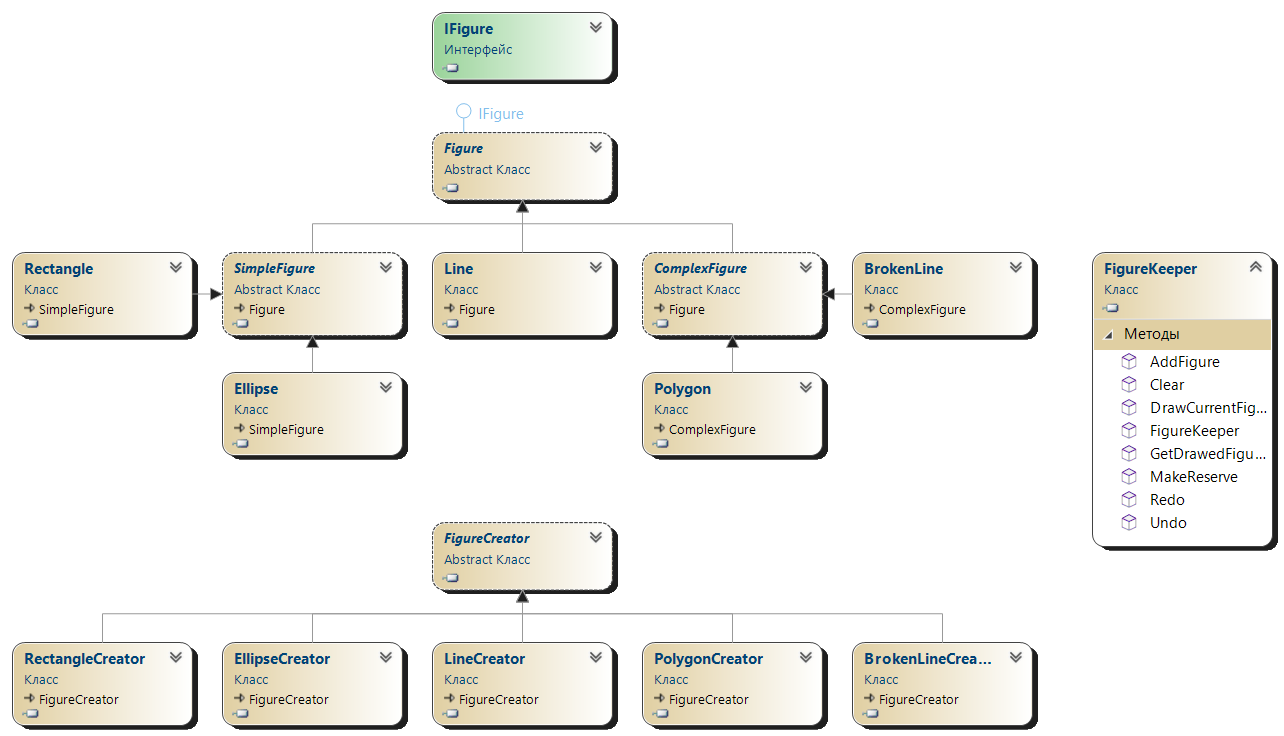 IFigure
Интерфейс
IFigure
Figure
Abstract Класс
Rectangle
Класс
SimpleFigure
SimpleFigure
Abstract Класс
Figure
Line
Класс
Figure
ComplexFigure
Abstract Класс
Figure
BrokenLine
Класс
ComplexFigure
FigureKeeper
Класс
Методы
AddFigure
Clear
DrawCurrentFig...
FigureKeeper
GetDrawedFigu...
MakeReserve
Redo
Undo
Ellipse
Класс
SimpleFigure
Polygon
Класс
ComplexFigure
FigureCreator
Abstract Класс
RectangleCreator
Класс
FigureCreator
EllipseCreator
Класс
FigureCreator
LineCreator
Класс
FigureCreator
PolygonCreator
Класс
FigureCreator
BrokenLineCrea...
Класс
FigureCreator